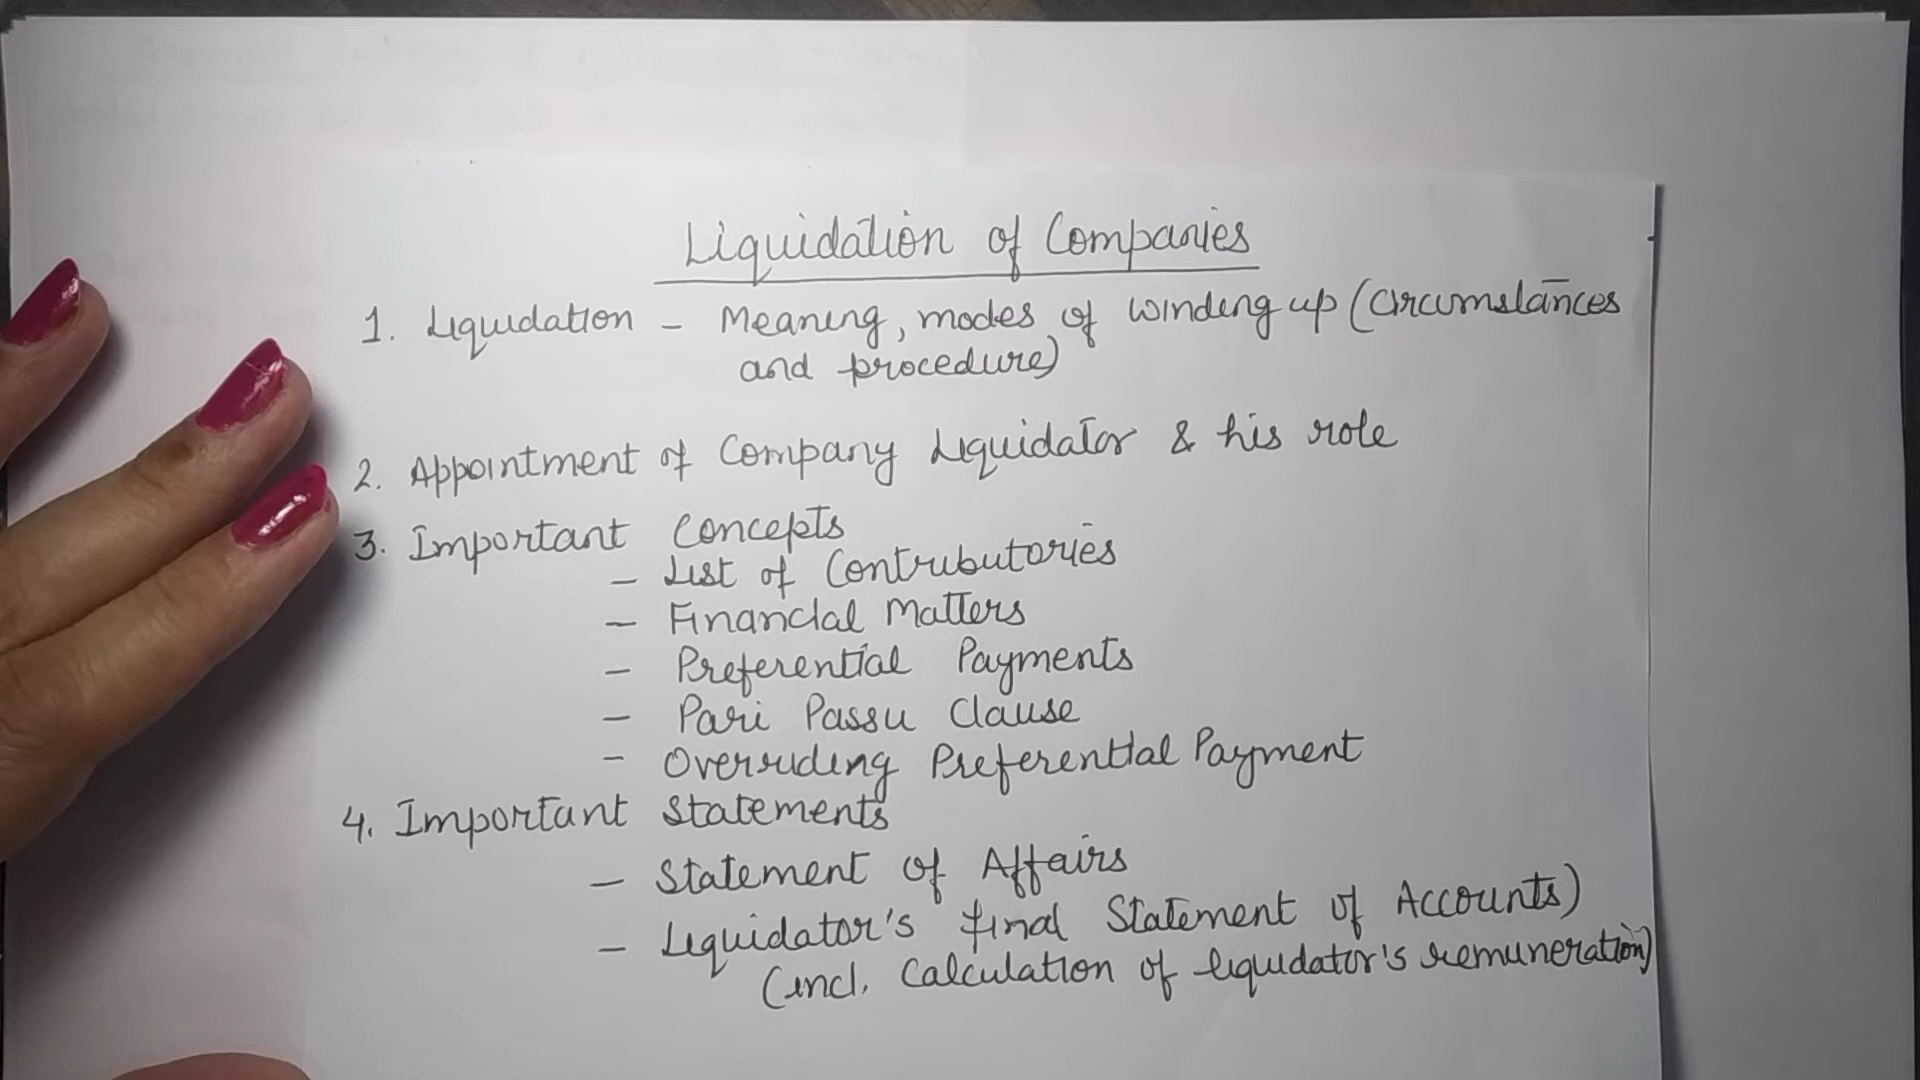 Liquidation of Companies
1. Liquidation - Meaning, modes of winding up (circumstances
and procedure)
2. Appointment of Company Liquidator & his role
3. Important Concepts
- List of Contributories
- Financial Matters
- Preferential Payments
- Pari Passu Clause
- Overriding Preferential Payment
4. Important Statements
- Statement of Affairs
- Liquidator's final Statement of Accounts)
(incl. Calculation of liquidator's remuneration)